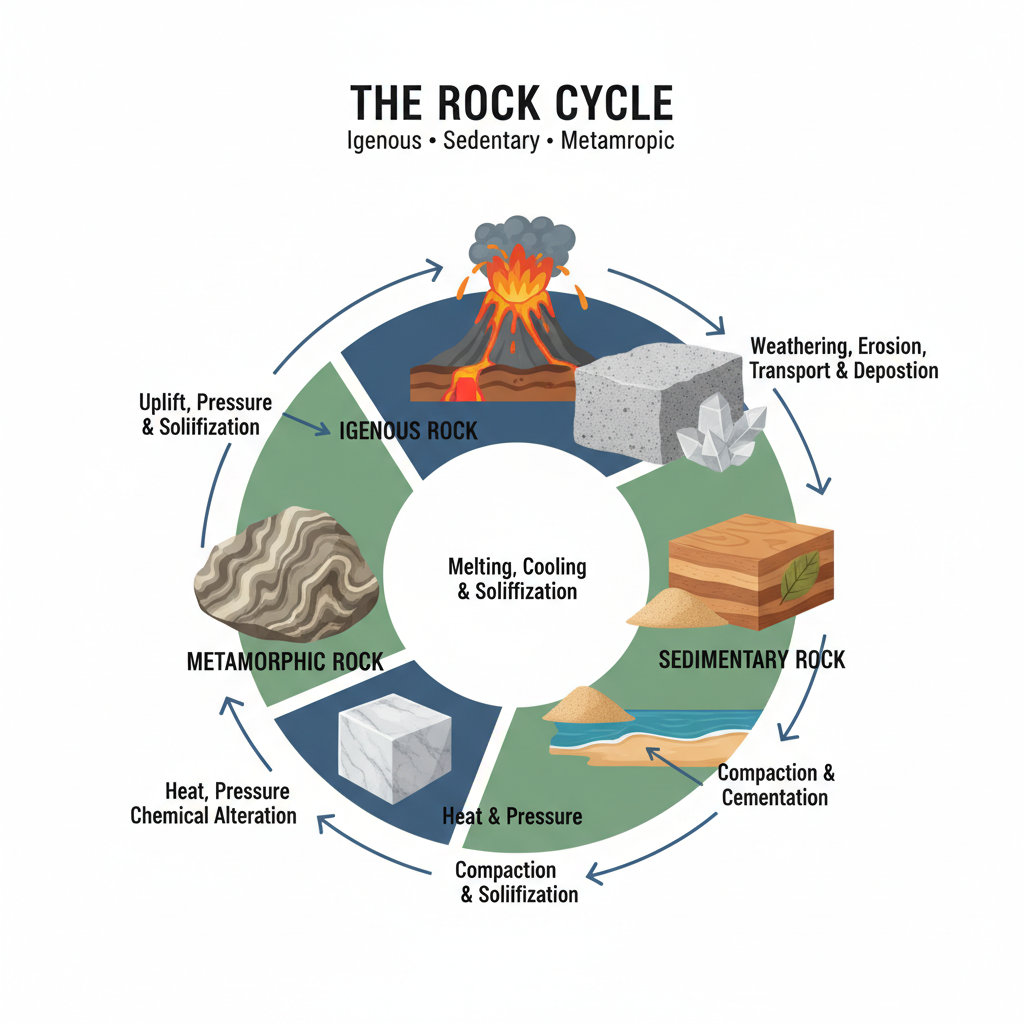 THE ROCK CYCLE
Igenous • Sedentary • Metamropic
Weathering, Erosion,
Transport & Depostion
Uplift, Pressure
& Soliifization
IGENOUS ROCK
Melting, Cooling
& Soliffization
METAMORPHIC ROCK
SEDIMENTARY ROCK
Compaction &
Cementation
Heat, Pressure
Chemical Alteration
Heat & Pressure
Compaction
& Soliifization